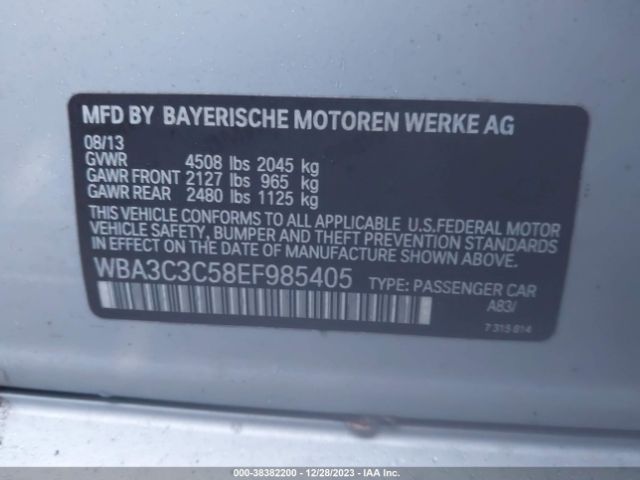 MFD BY BAYERISCHE MOTOREN WERKE AG
08/13
GVWR 4508 lbs 2045 kg
GAWR FRONT 2127 lbs 965 kg
GAWR REAR 2480 lbs 1125 kg
THIS VEHICLE CONFORMS TO ALL APPLICABLE U.S.FEDERAL MOTOR
VEHICLE SAFETY, BUMPER AND THEFT PREVENTION STANDARDS
IN EFFECT ON THE DATE OF MANUFACTURE SHOWN ABOVE.
WBA3C3C58EF985405 TYPE: PASSENGER CAR
A83/
7 315 814
000-38382200 - 12/28/2023 - IAA Inc.